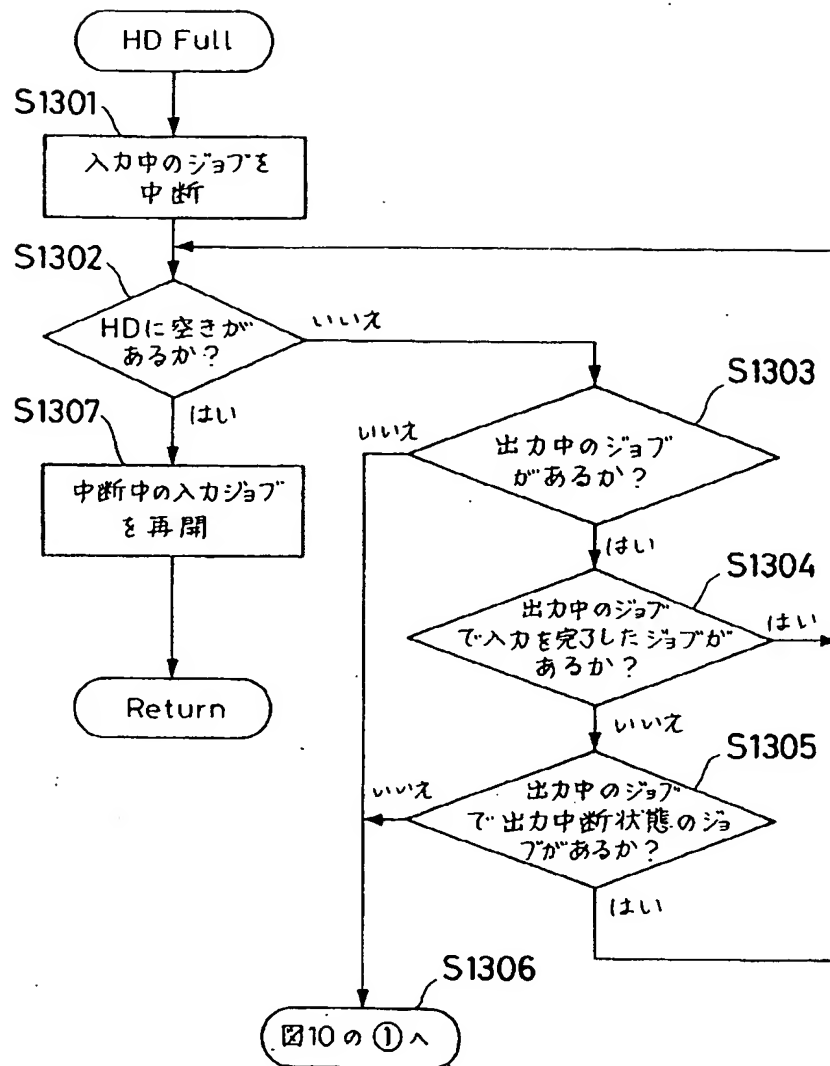 HD Full
S1301
入力中のジョブを
中断
S1302
HDに空きが
あるか？
いいえ
はい
S1303
出力中のジョブ
があるか？
いいえ
はい
S1307
中断中の入力ジョブ
を再開
Return
S1304
出力中のジョブ
で入力を完了したジョブが
あるか？
はい
いいえ
S1305
出力中のジョブ
で出力中断状態のジョ
ブがあるか？
いいえ
はい
S1306
図10の①へ